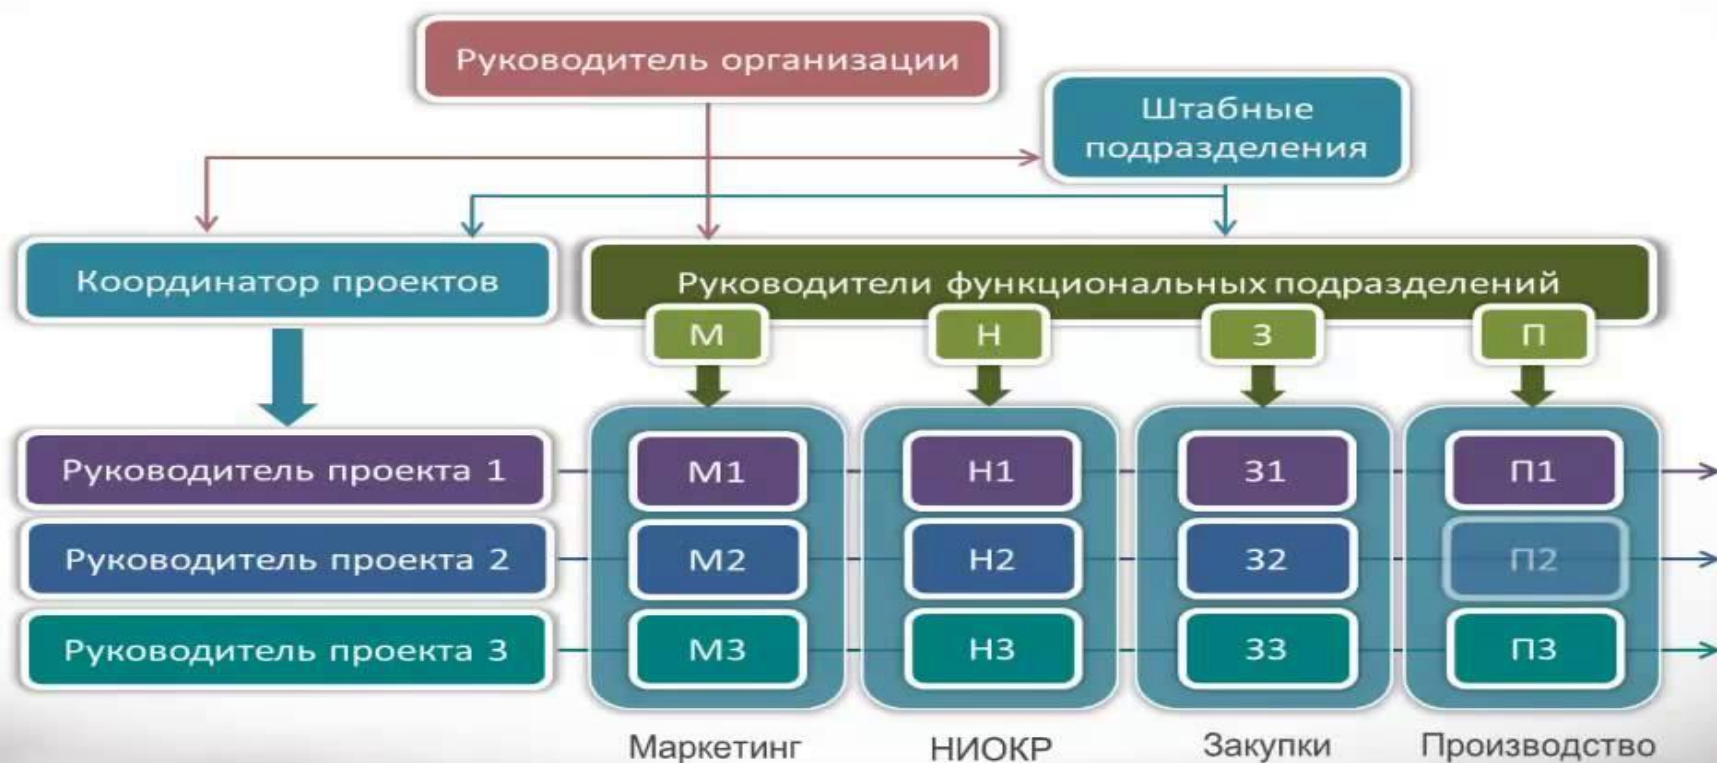 Руководитель организации
Штабные
подразделения
Координатор проектов
Руководители функциональных подразделений
М
Н
З
П
Руководитель проекта 1
М1
Н1
З1
П1
Руководитель проекта 2
М2
Н2
З2
П2
Руководитель проекта 3
М3
Н3
З3
П3
Маркетинг
НИОКР
Закупки
Производство